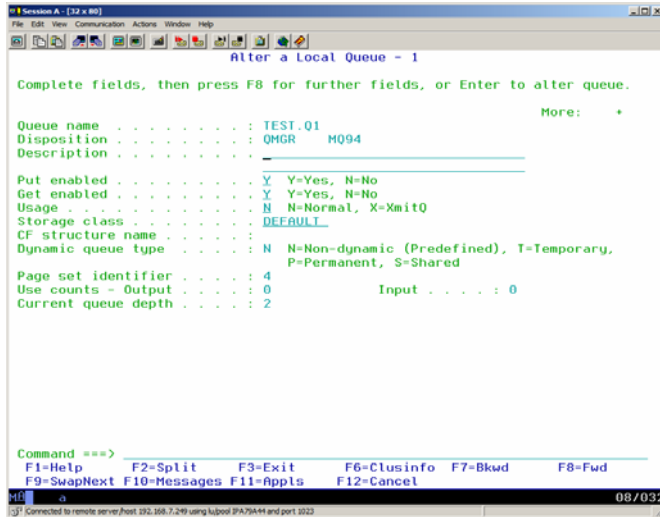 Session A - [32 x 80]
File Edit View Communication Actions Window Help
Alter a Local Queue - 1
Complete fields, then press F8 for further fields, or Enter to alter queue.
More: +
Queue name . . . . . . . . : TEST.Q1
Disposition . . . . . . . . : QMGR MQ94
Description . . . . . . . . .
Put enabled . . . . . . . . . Y Y=Yes, N=No
Get enabled . . . . . . . . . Y Y=Yes, N=No
Usage . . . . . . . . . . . . N N=Normal, X=XmitQ
Storage class . . . . . . . . DEFAULT
CF structure name . . . . . :
Dynamic queue type . . . . : N N=Non-dynamic (Predefined), T=Temporary,
P=Permanent, S=Shared
Page set identifier . . . . : 4
Use counts - Output . . . . : 0 Input . . . . : 0
Current queue depth . . . . : 2
Command ===>
F1=Help F2=Split F3=Exit F6=Clusinfo F7=Bkwd F8=Fwd
F9=SwapNext F10=Messages F11=Appls F12=Cancel
a 08/032
Connected to remote server/host 192.168.7.249 using lu/pool IPA79A44 and port 1023